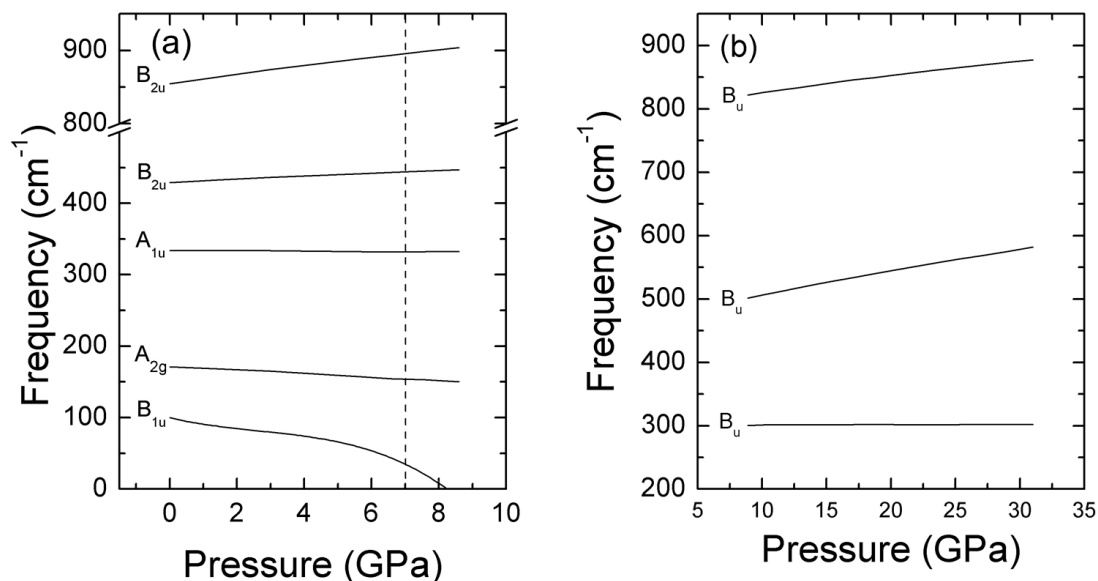 (a)
900
B2u
800
B2u
400
A1u
300
200
A2g
B1u
100
0
0 2 4 6 8 10
Pressure (GPa)
Frequency (cm-1)
(b)
900
Bu
800
700
600
500
Bu
400
300
Bu
200
5 10 15 20 25 30 35
Pressure (GPa)
Frequency (cm-1)